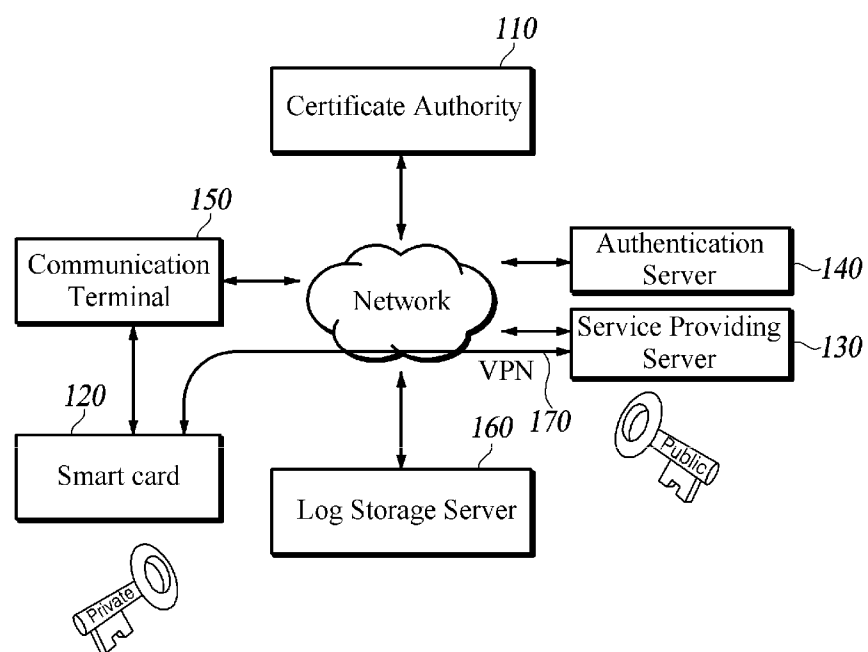 110
Certificate Authority
150
Communication
Terminal
Network
Authentication
Server
140
Service Providing
Server
130
VPN
170
120
Smart card
160
Log Storage Server
Public
Private